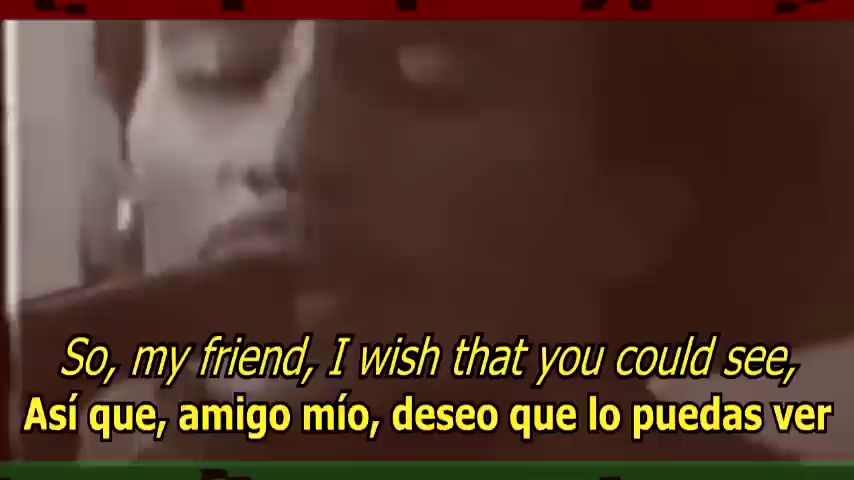 So, my friend, I wish that you could see,
Así que, amigo mío, deseo que lo puedas ver